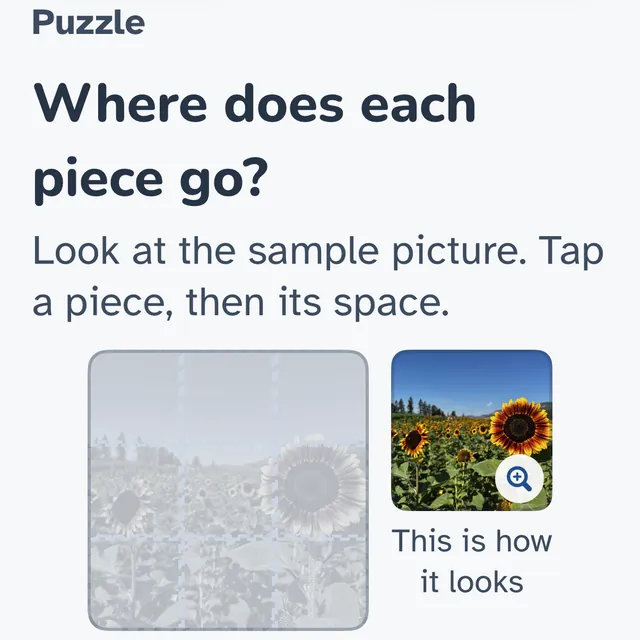 Puzzle
Where does each
piece go?
Look at the sample picture. Tap
a piece, then its space.
This is how
it looks